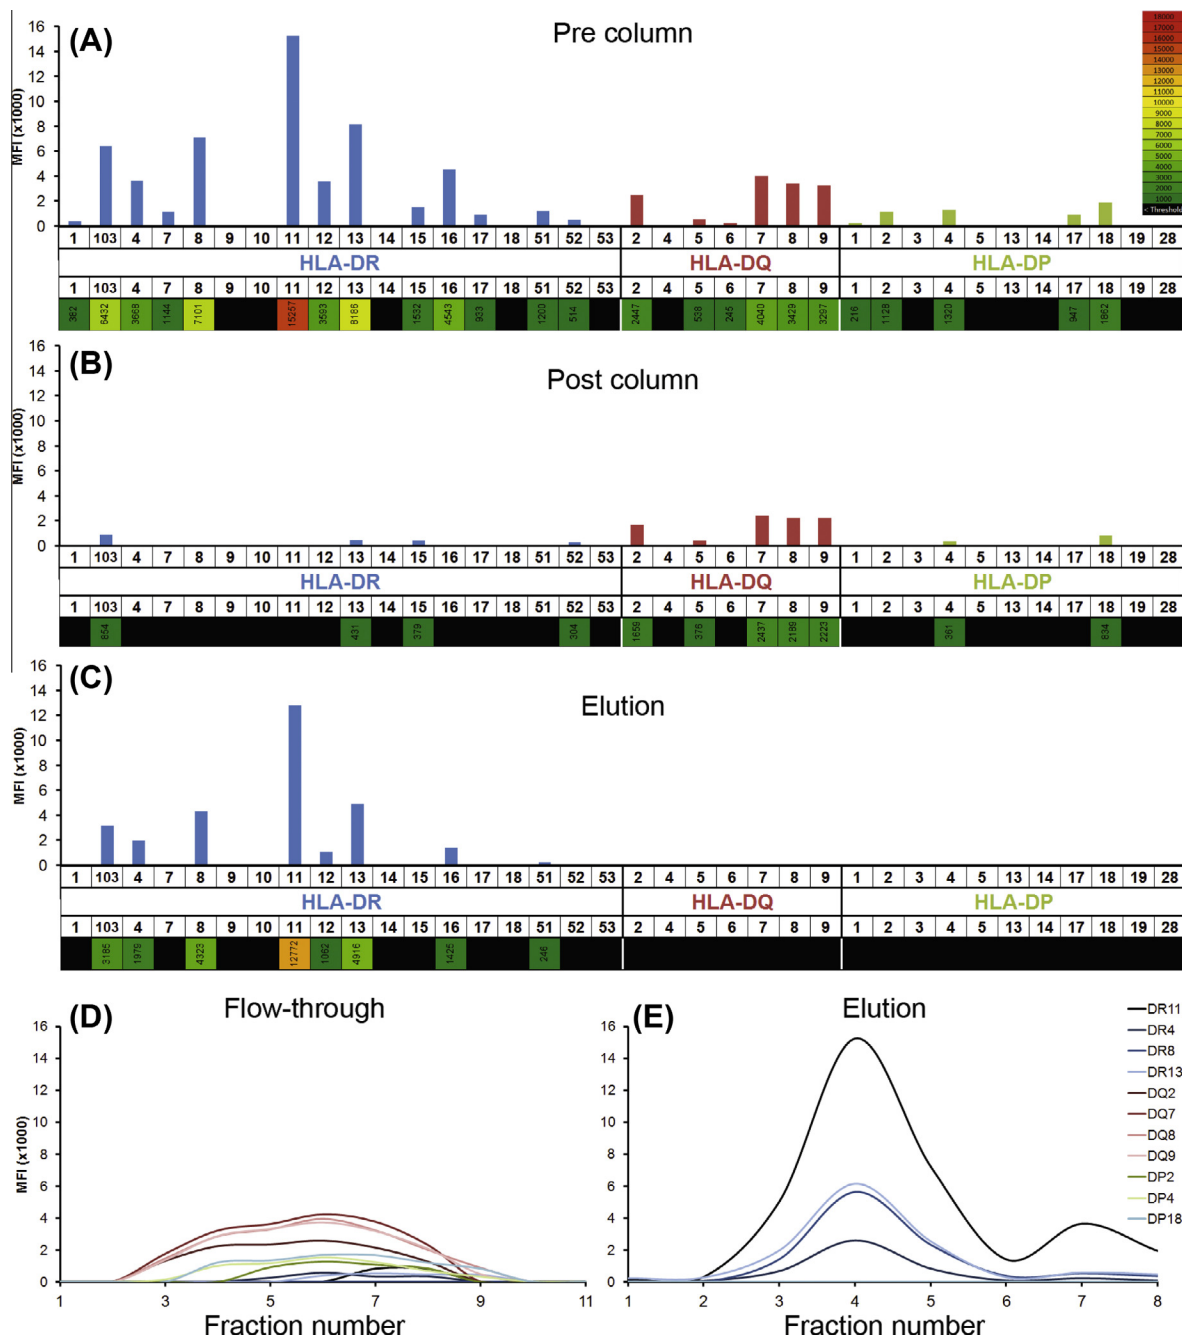 (A) Pre column
18000
17000
16000
15000
14000
13000
12000
11000
10000
9000
8000
7000
6000
5000
4000
3000
2000
1000
< Threshold
MFI (x1000)
16
14
12
10
8
6
4
2
0
1 103 4 7 8 9 10 11 12 13 14 15 16 17 18 51 52 53 2 4 5 6 7 8 9 1 2 3 4 5 13 14 17 18 19 28
HLA-DR HLA-DQ HLA-DP
1 103 4 7 8 9 10 11 12 13 14 15 16 17 18 51 52 53 2 4 5 6 7 8 9 1 2 3 4 5 13 14 17 18 19 28
382 6432 3668 1144 7101 15257 3593 8186 1532 4543 933 1200 514 2447 538 245 4040 3429 3297 216 1128 1320 947 1862
(B) Post column
MFI (x1000)
16
14
12
10
8
6
4
2
0
1 103 4 7 8 9 10 11 12 13 14 15 16 17 18 51 52 53 2 4 5 6 7 8 9 1 2 3 4 5 13 14 17 18 19 28
HLA-DR HLA-DQ HLA-DP
1 103 4 7 8 9 10 11 12 13 14 15 16 17 18 51 52 53 2 4 5 6 7 8 9 1 2 3 4 5 13 14 17 18 19 28
854 431 379 304 1659 376 2437 2189 2223 361 834
(C) Elution
MFI (x1000)
16
14
12
10
8
6
4
2
0
1 103 4 7 8 9 10 11 12 13 14 15 16 17 18 51 52 53 2 4 5 6 7 8 9 1 2 3 4 5 13 14 17 18 19 28
HLA-DR HLA-DQ HLA-DP
1 103 4 7 8 9 10 11 12 13 14 15 16 17 18 51 52 53 2 4 5 6 7 8 9 1 2 3 4 5 13 14 17 18 19 28
3185 1979 4323 12772 1062 4916 1425 246
(D) Flow-through
MFI (x1000)
16
14
12
10
8
6
4
2
0
1 3 5 7 9 11
Fraction number
(E) Elution
16
14
12
10
8
6
4
2
0
1 2 3 4 5 6 7 8
Fraction number
DR11
DR4
DR8
DR13
DQ2
DQ7
DQ8
DQ9
DP2
DP4
DP18